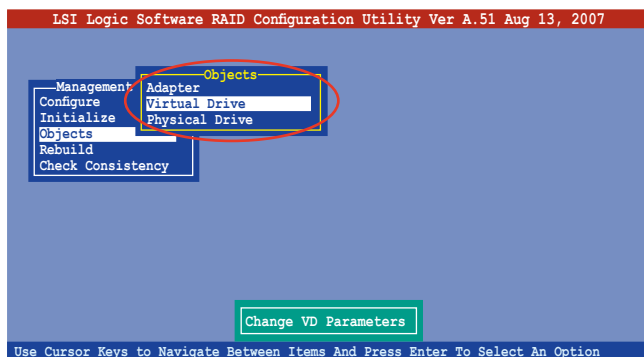 LSI Logic Software RAID Configuration Utility Ver A.51 Aug 13, 2007
Management
Configure
Initialize
Objects
Rebuild
Check Consistency
Objects
Adapter
Virtual Drive
Physical Drive
Change VD Parameters
Use Cursor Keys to Navigate Between Items And Press Enter To Select An Option